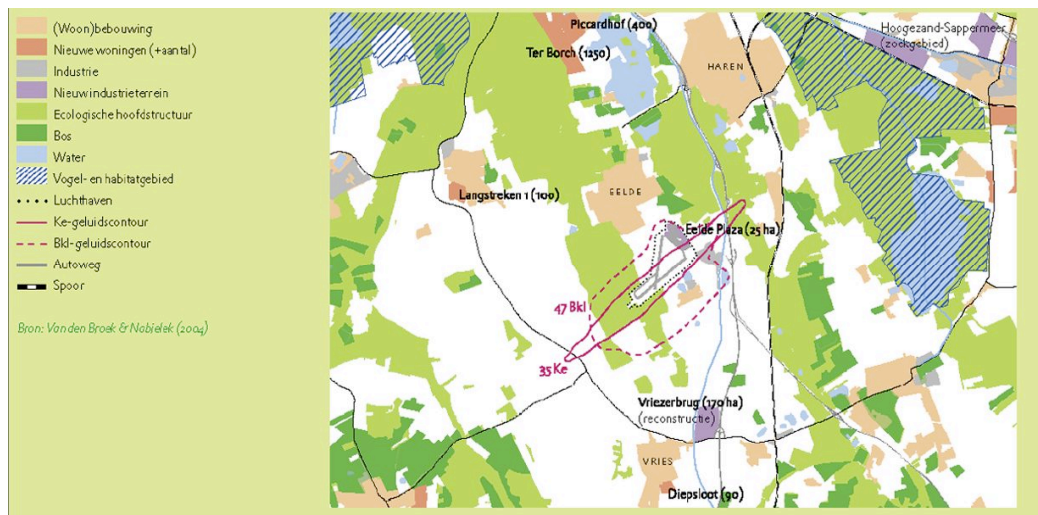 (Woon)bebouwing
Nieuwe woningen (+aantal)
Industrie
Nieuw industrieterrein
Ecologische hoofdstructuur
Bos
Water
Vogel- en habitatgebied
Luchthaven
Ke-geluidscontour
Bkl-geluidscontour
Autoweg
Spoor
Bron: Van den Broek & Nabielek (2004)
Piccardhof (400)
Ter Borch (1250)
HAREN
Hoogezand-Sappermeer
(zoekgebied)
Langstreken 1 (100)
EELDE
Eelde Plaza (25 ha)
47 Bkl
35 Ke
Vriezerbrug (170 ha)
(reconstructie)
VRIES
Diepsloot (90)